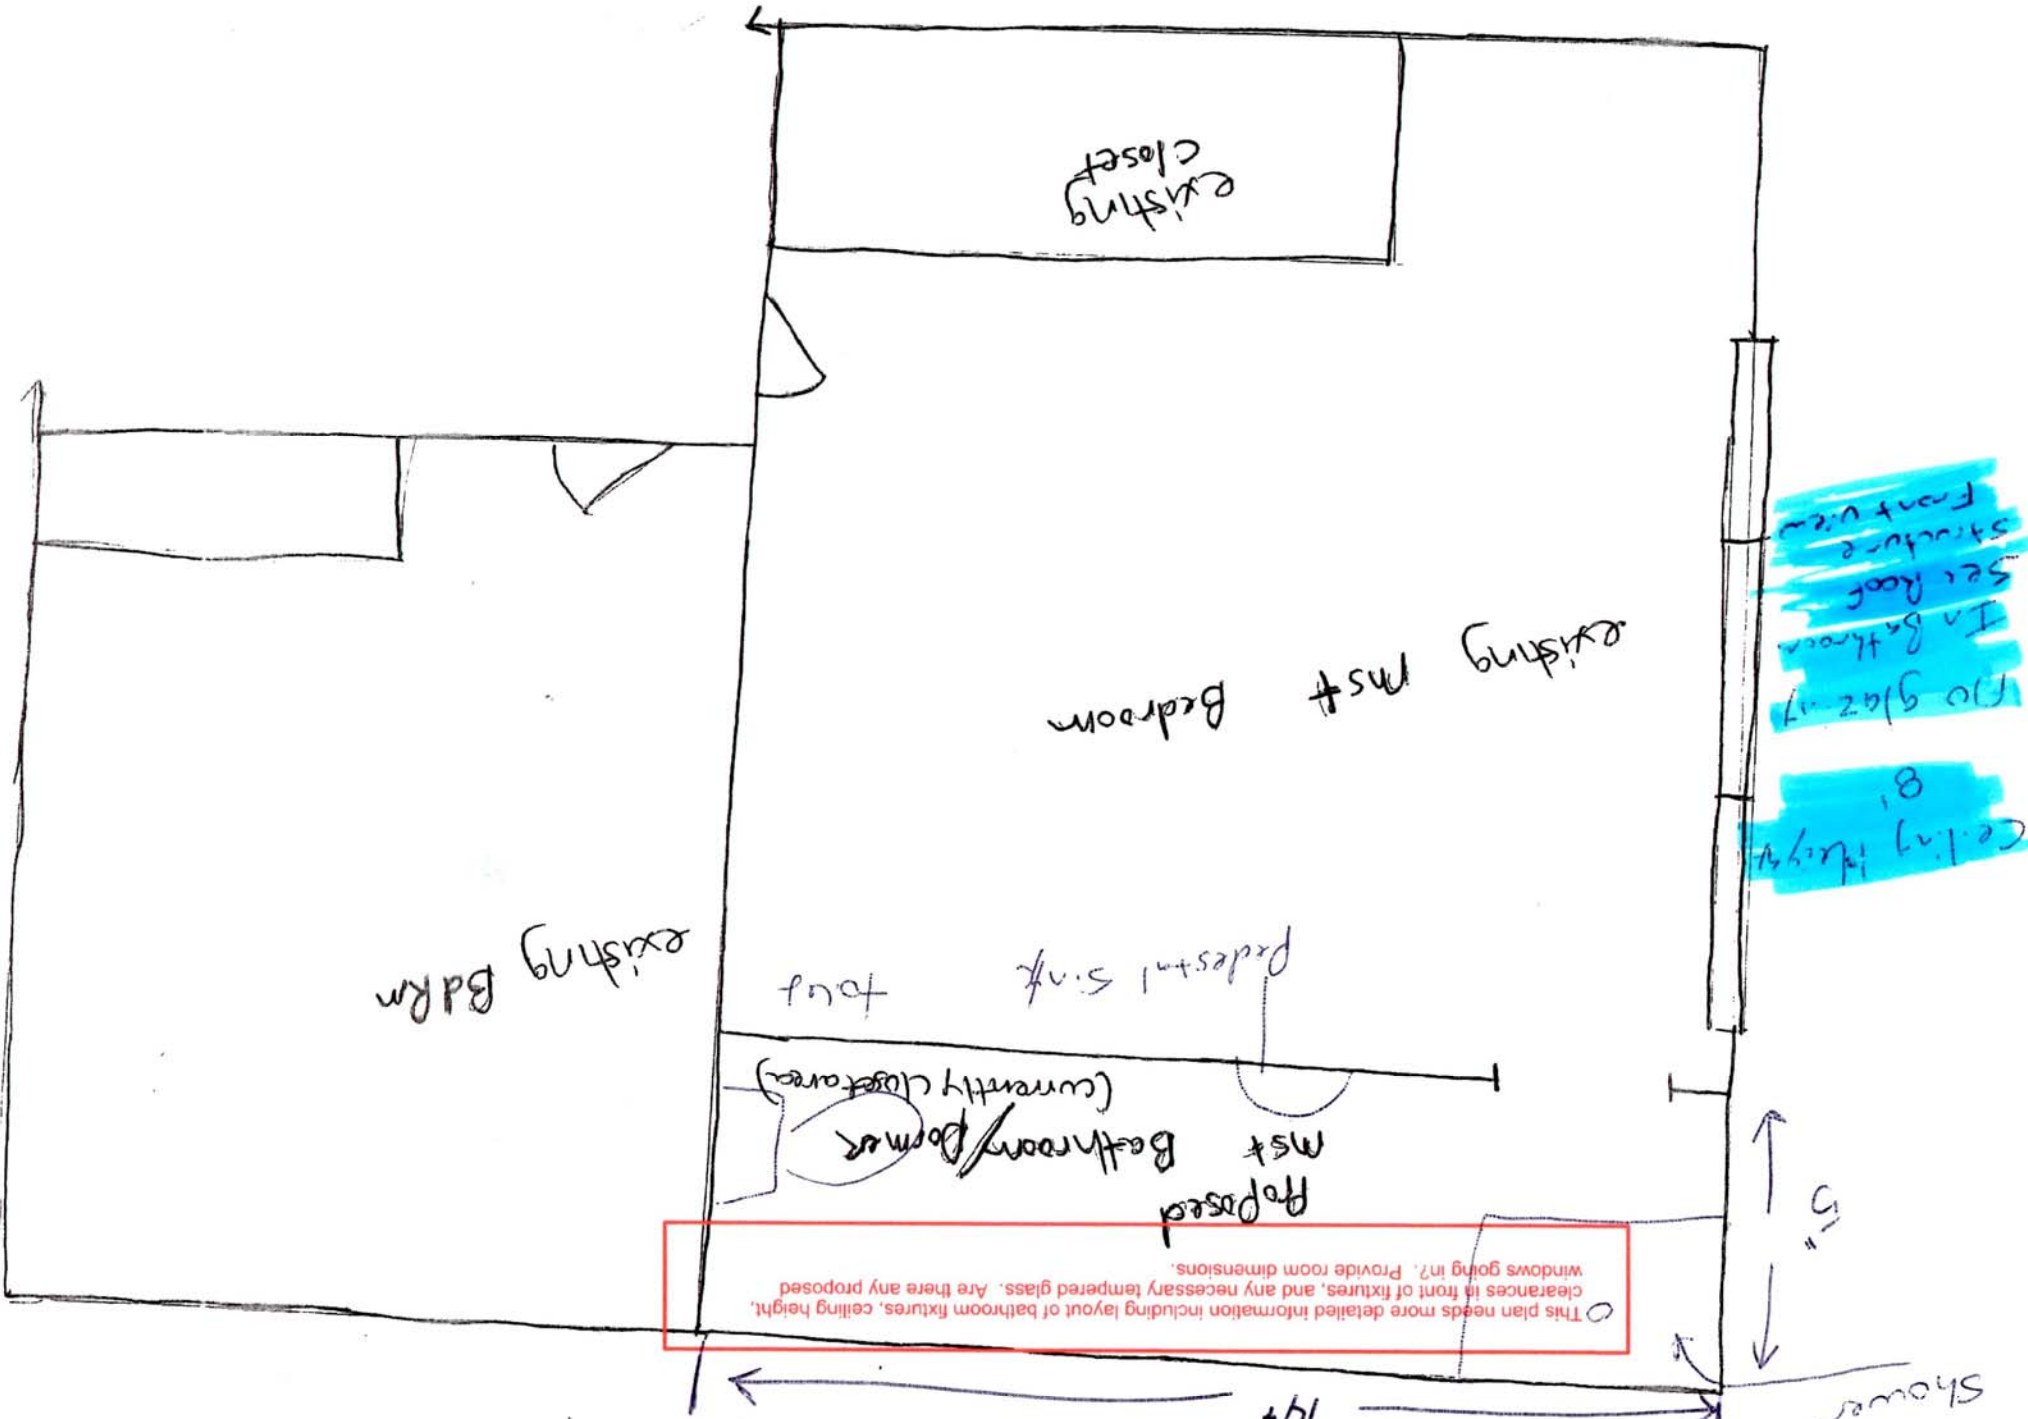 Shower
14+
5"
This plan needs more detailed information including layout of bathroom fixtures, ceiling height,
clearances in front of fixtures, and any necessary tempered glass. Are there any proposed
windows going in?. Provide room dimensions.
Proposed
Mst Bathroom/Dormer
(currently closet area)
Pedestal Sink
existing BdRm
Ceiling Height
8'
glazing
In Bathroom
See Roof
Structure
Front View
existing Mst Bedroom
existing
closet